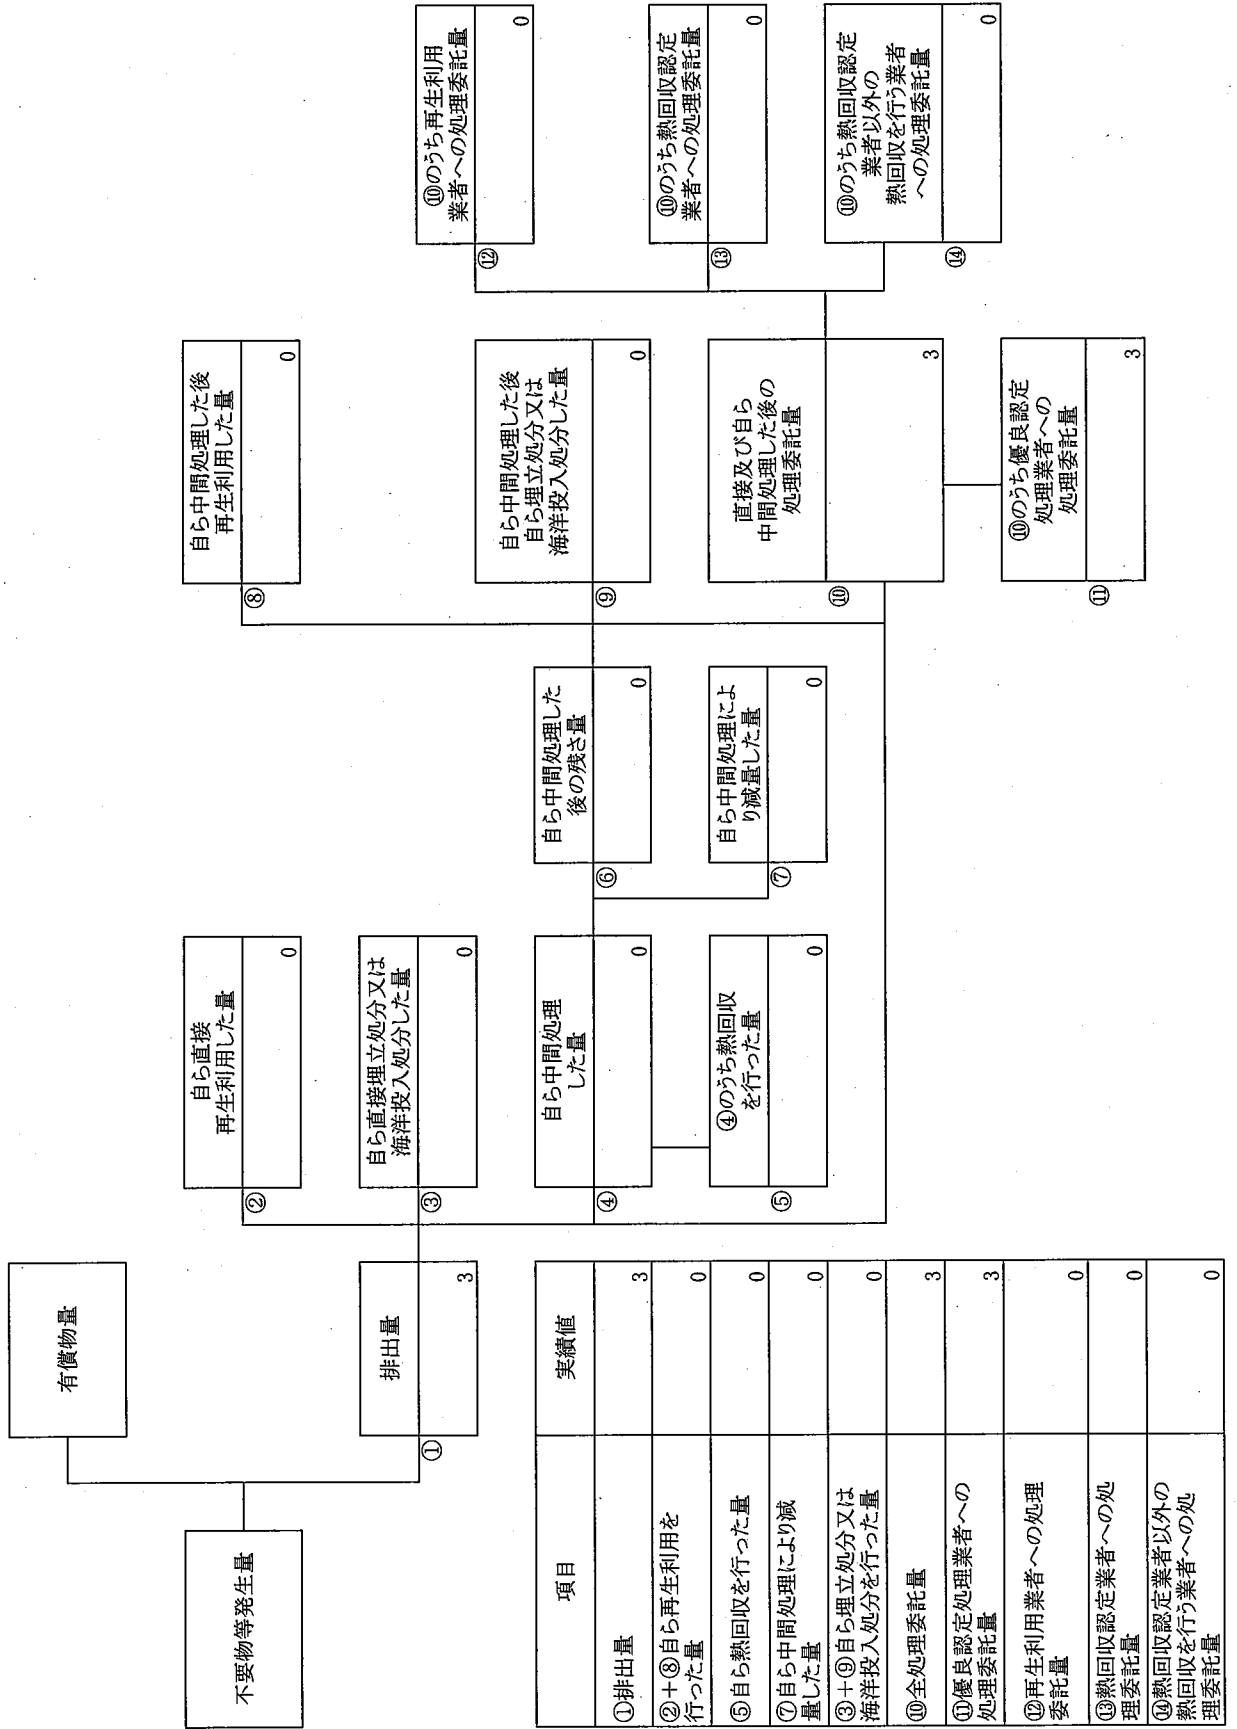 不要物等発生量
有償物量
①
排出量
3
②
自ら直接
再生利用した量
0
③
自ら直接埋立処分又は
海洋投入処分した量
0
④
自ら中間処理
した量
0
⑤
④のうち熱回収
を行った量
0
⑥
自ら中間処理した
後の残さ量
0
⑦
自ら中間処理によ
り減量した量
0
⑧
自ら中間処理した後
再生利用した量
0
⑨
自ら中間処理した後
自ら埋立処分又は
海洋投入処分した量
0
⑩
直接及び自ら
中間処理した後の
処理委託量
3
⑪
⑩のうち優良認定
処理業者への
処理委託量
3
⑫
⑩のうち再生利用
業者への処理委託量
0
⑬
⑩のうち熱回収認定
業者への処理委託量
0
⑭
⑩のうち熱回収認定
業者以外の
熱回収を行う業者
への処理委託量
0
項目 実績値
①排出量 3
②+⑧自ら再生利用を
行った量 0
⑤自ら熱回収を行った量 0
⑦自ら中間処理により減
量した量 0
③+⑨自ら埋立処分又は
海洋投入処分を行った量 0
⑩全処理委託量 3
⑪優良認定処理業者への
処理委託量 3
⑫再生利用業者への処理
委託量 0
⑬熱回収認定業者への処
理委託量 0
⑭熱回収認定業者以外の
熱回収を行う業者への処
理委託量 0